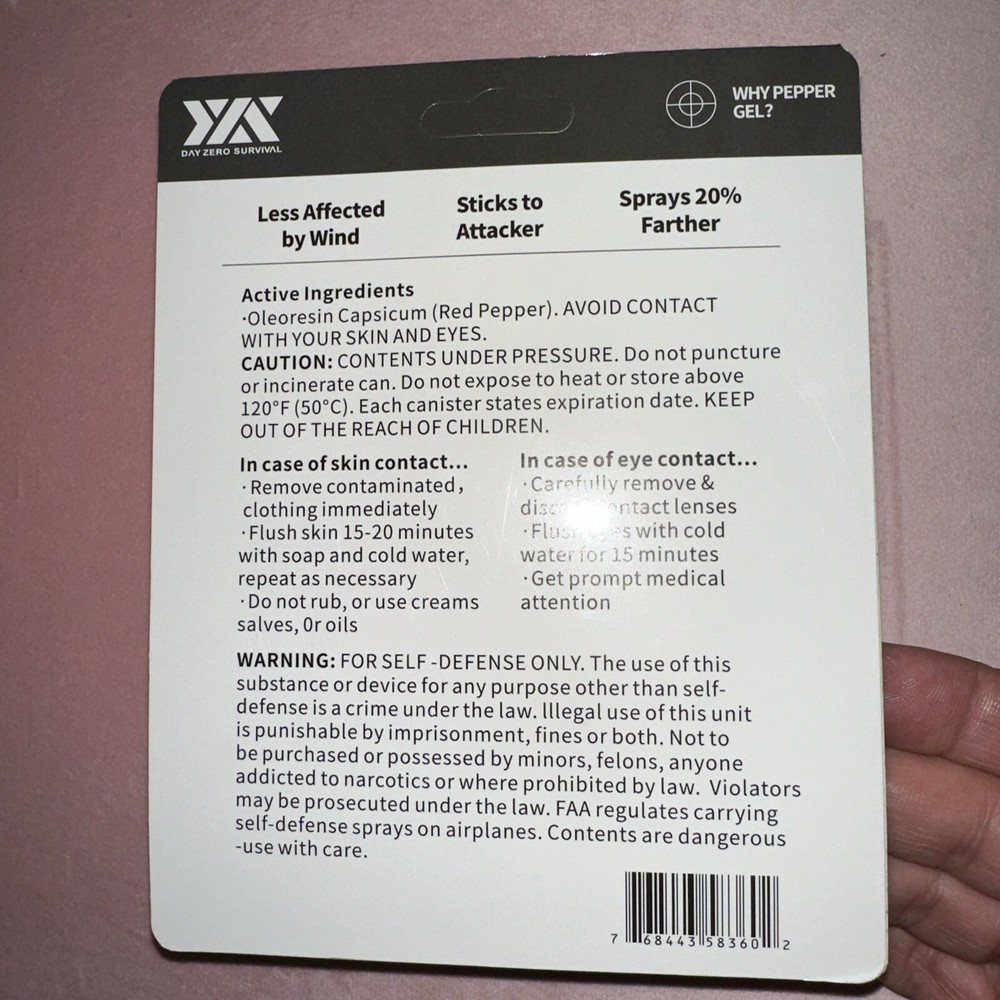 DAY ZERO SURVIVAL
WHY PEPPER
GEL?
Less Affected
by Wind
Sticks to
Attacker
Sprays 20%
Farther
Active Ingredients
·Oleoresin Capsicum (Red Pepper). AVOID CONTACT
WITH YOUR SKIN AND EYES.
CAUTION: CONTENTS UNDER PRESSURE. Do not puncture
or incinerate can. Do not expose to heat or store above
120°F (50°C). Each canister states expiration date. KEEP
OUT OF THE REACH OF CHILDREN.
In case of skin contact...
·Remove contaminated,
clothing immediately
·Flush skin 15-20 minutes
with soap and cold water,
repeat as necessary
·Do not rub, or use creams
salves, 0r oils
In case of eye contact...
·Carefully remove &
contact lenses
·Flush eyes with cold
water for 15 minutes
·Get prompt medical
attention
WARNING: FOR SELF -DEFENSE ONLY. The use of this
substance or device for any purpose other than self-
defense is a crime under the law. lllegal use of this unit
is punishable by imprisonment, fines or both. Not to
be purchased or possessed by minors, felons, anyone
addicted to narcotics or where prohibited by law. Violators
may be prosecuted under the law. FAA regulates carrying
self-defense sprays on airplanes. Contents are dangerous
-use with care.
7 68443 58360 2